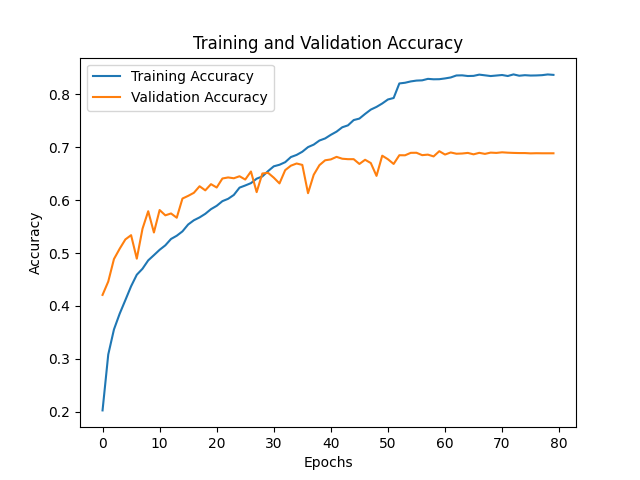 Training and Validation Accuracy
Training Accuracy
Validation Accuracy
0.8
0.7
0.6
0.5
0.4
0.3
0.2
Accuracy
0 10 20 30 40 50 60 70 80
Epochs